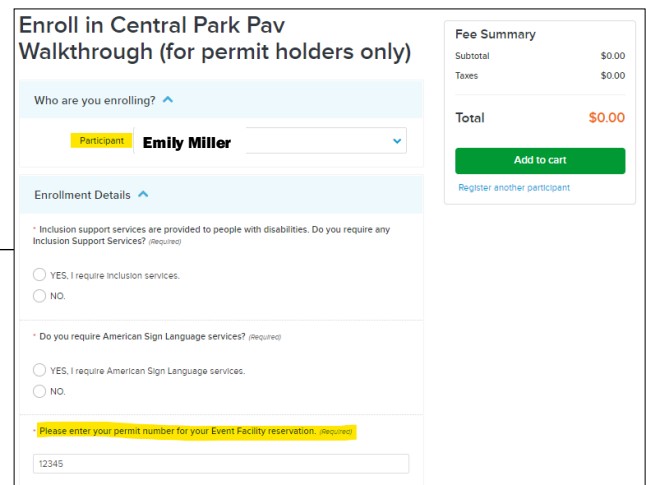 Enroll in Central Park Pav
Walkthrough (for permit holders only)
Who are you enrolling?
Participant Emily Miller
Enrollment Details
* Inclusion support services are provided to people with disabilities. Do you require any
Inclusion Support Services? (Required)
YES, I require inclusion services.
NO.
* Do you require American Sign Language services? (Required)
YES, I require American Sign Language services.
NO.
* Please enter your permit number for your Event Facility reservation. (Required)
12345
Fee Summary
Subtotal $0.00
Taxes $0.00
Total $0.00
Add to cart
Register another participant